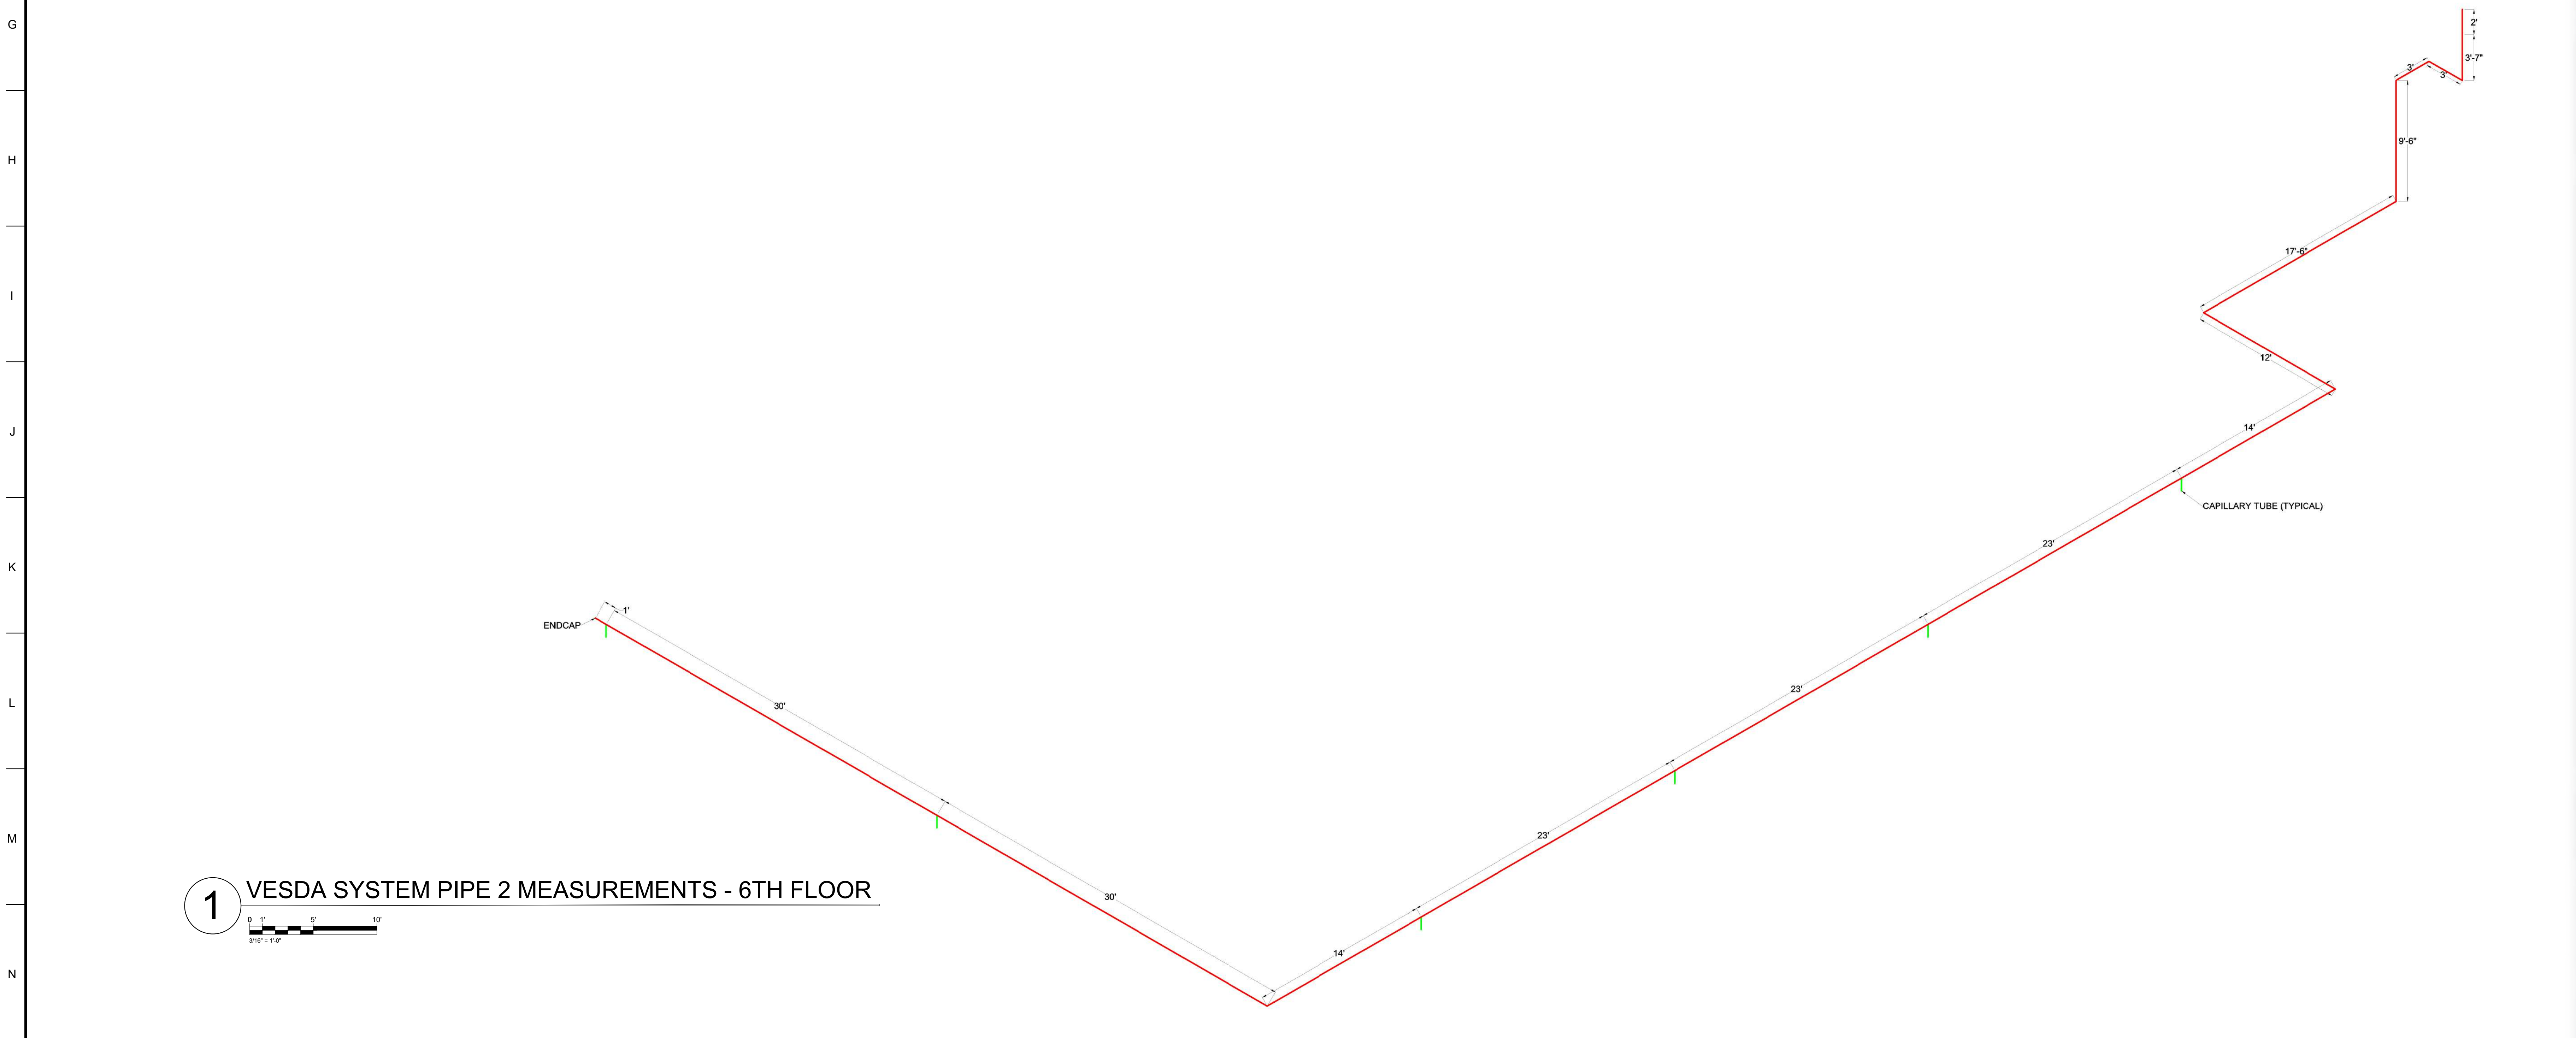 G
2'
3'-7"
3'
3'
H
9'-6"
17'-6"
I
12'
J
14'
CAPILLARY TUBE (TYPICAL)
23'
K
1'
ENDCAP
23'
L
30'
23'
M
30'
14'
1
VESDA SYSTEM PIPE 2 MEASUREMENTS - 6TH FLOOR
0 1' 5' 10'
3/16" = 1'-0"
N